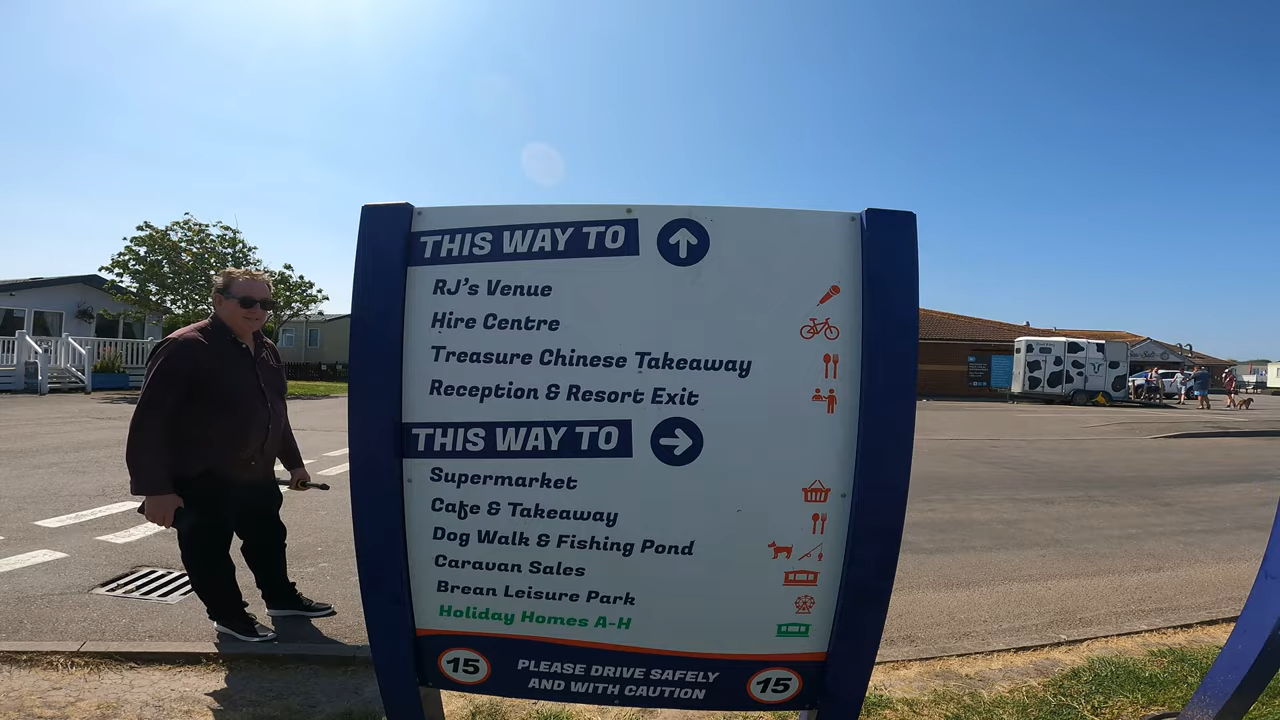 THIS WAY TO
RJ's Venue
Hire Centre
Treasure Chinese Takeaway
Reception & Resort Exit
THIS WAY TO
Supermarket
Cafe & Takeaway
Dog Walk & Fishing Pond
Caravan Sales
Brean Leisure Park
Holiday Homes A-H
15
PLEASE DRIVE SAFELY
AND WITH CAUTION
15